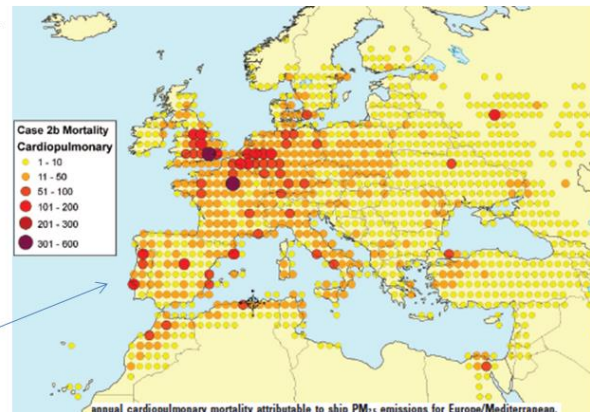 Case 2b Mortality
Cardiopulmonary
1 - 10
11 - 50
51 - 100
101 - 200
201 - 300
301 - 600
annual cardiopulmonary mortality attributable to ship PM2.5 emissions for Europe/Mediterranean.